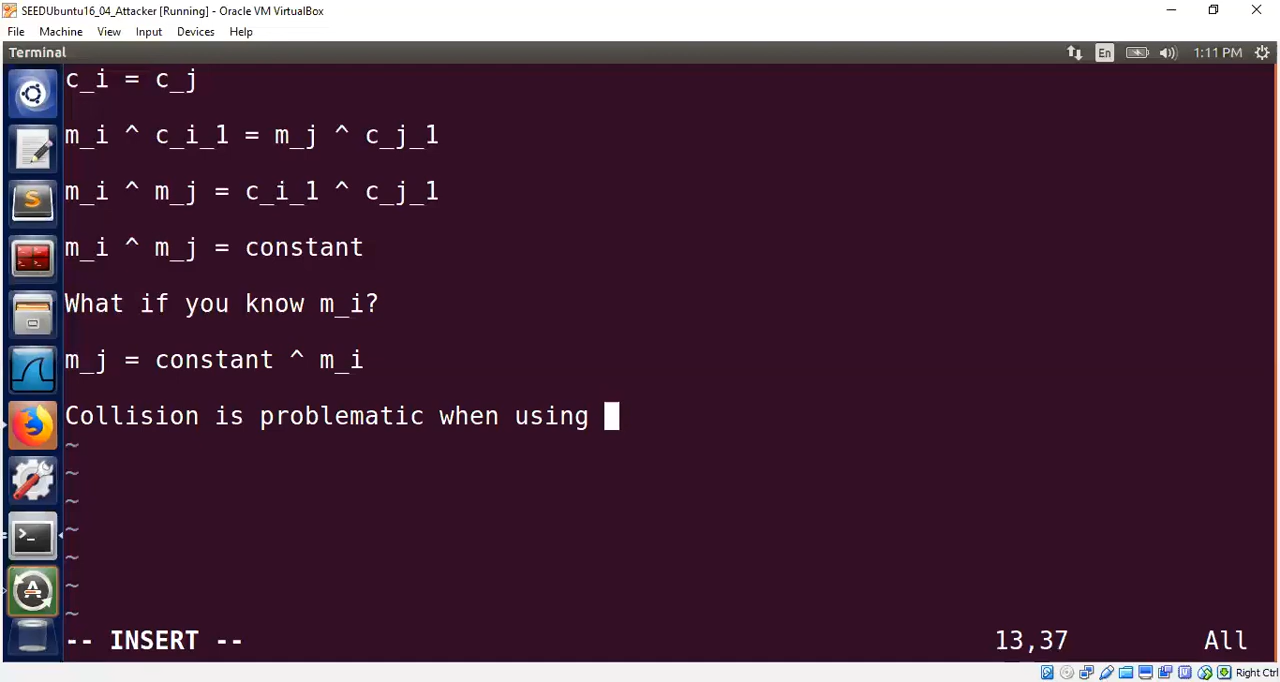 SEEDUbuntu16_04_Attacker [Running] - Oracle VM VirtualBox
File Machine View Input Devices Help
Terminal En 1:11 PM
c_i = c_j
m_i ^ c_i_1 = m_j ^ c_j_1
m_i ^ m_j = c_i_1 ^ c_j_1
m_i ^ m_j = constant
What if you know m_i?
m_j = constant ^ m_i
Collision is problematic when using
~
~
~
~
~
~
~
-- INSERT -- 13,37 All
Right Ctrl